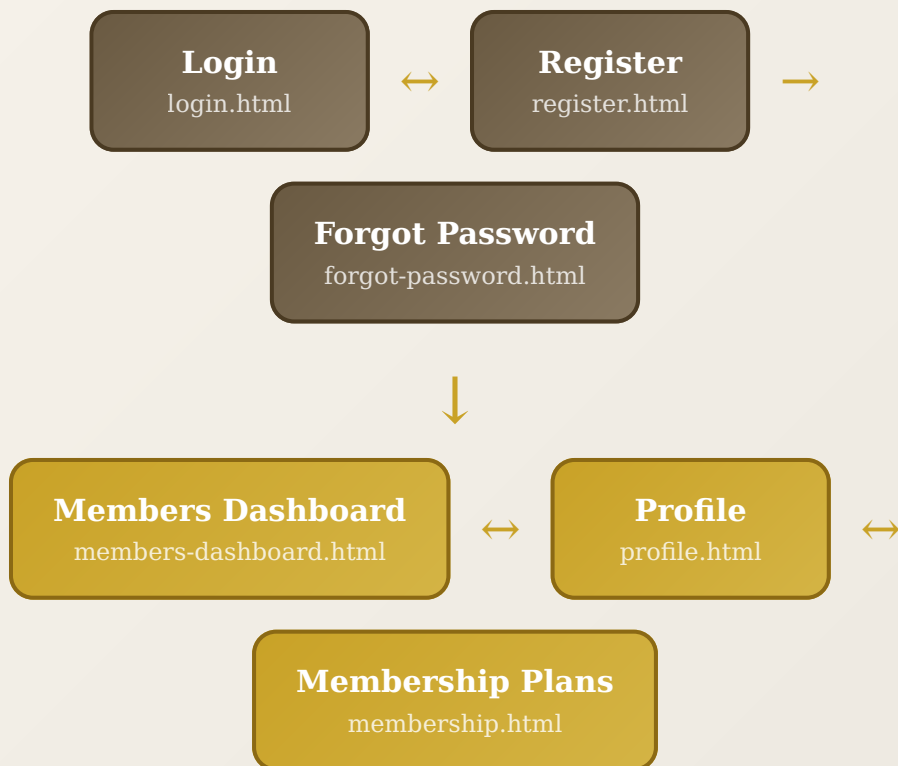 Login
login.html
↔
Register
register.html
→
Forgot Password
forgot-password.html
↓
Members Dashboard
members-dashboard.html
↔
Profile
profile.html
↔
Membership Plans
membership.html